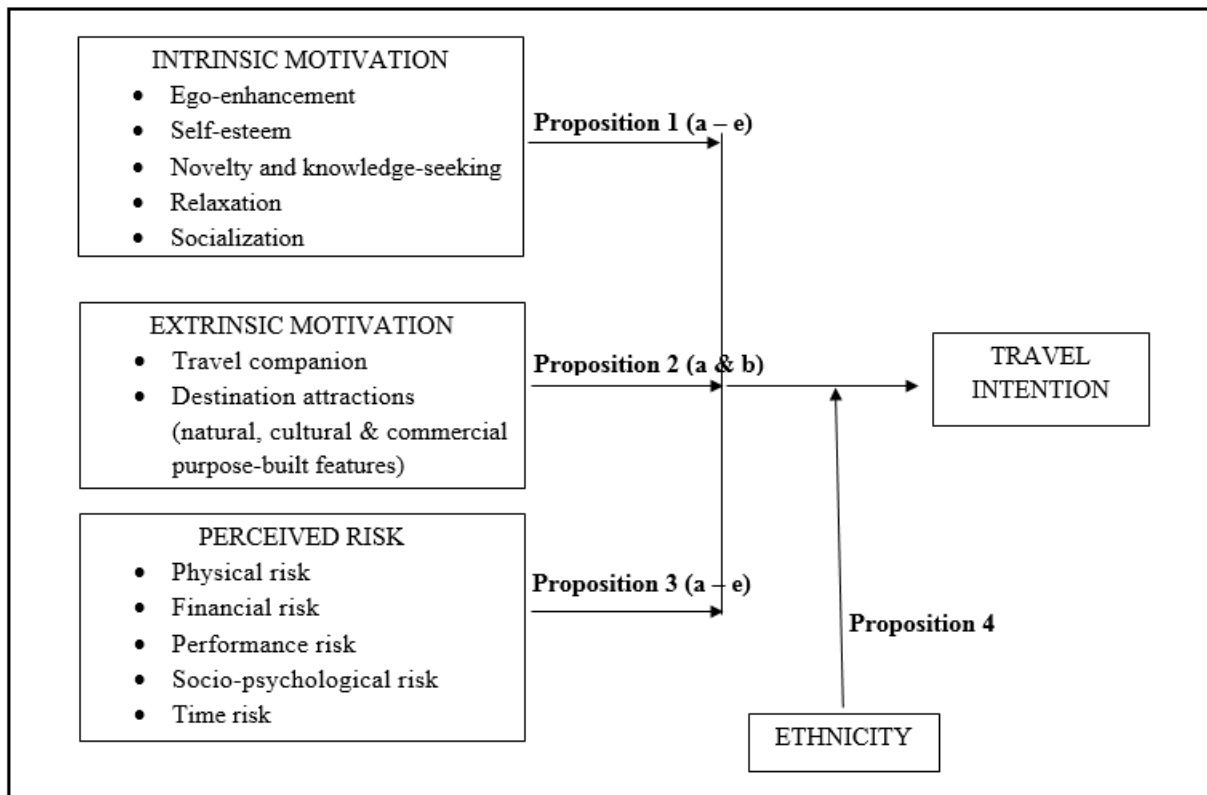 INTRINSIC MOTIVATION
• Ego-enhancement
• Self-esteem
• Novelty and knowledge-seeking
• Relaxation
• Socialization
Proposition 1 (a – e)
EXTRINSIC MOTIVATION
• Travel companion
• Destination attractions
(natural, cultural & commercial
purpose-built features)
Proposition 2 (a & b)
TRAVEL
INTENTION
PERCEIVED RISK
• Physical risk
• Financial risk
• Performance risk
• Socio-psychological risk
• Time risk
Proposition 3 (a – e)
Proposition 4
ETHNICITY